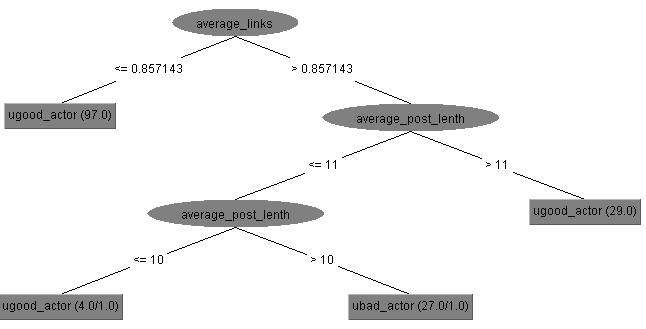 average_links
<= 0.857143
> 0.857143
ugood_actor (97.0)
average_post_lenth
<= 11
> 11
average_post_lenth
ugood_actor (29.0)
<= 10
> 10
ugood_actor (4.0/1.0)
ubad_actor (27.0/1.0)